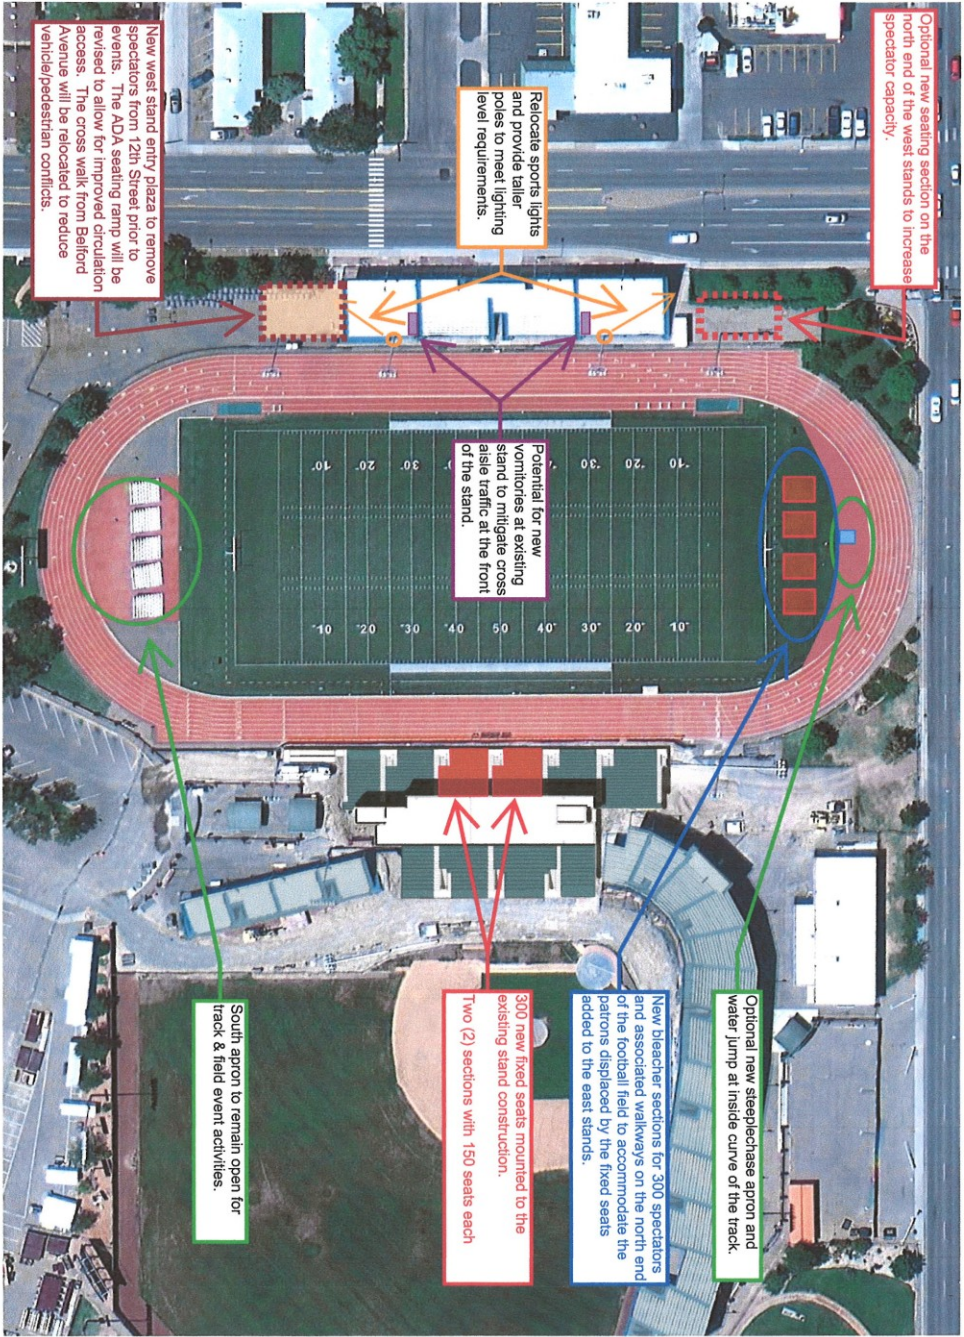 Optional new seating section on the
north end of the west stands to increase
spectator capacity.
Relocate sports lights
and provide taller
poles to meet lighting
level requirements.
New west stand entry plaza to remove
spectators from 12th Street prior to
events. The ADA seating ramp will be
revised to allow for improved circulation
access. The cross walk from Belford
Avenue will be relocated to reduce
vehicle/pedestrian conflicts.
Potential for new
vomitories at existing
stand to mitigate cross
aisle traffic at the front
of the stand.
10 20 30 30 20 10
10 20 30 40 50 40 30 20 10
Optional new steeplechase apron and
water jump at inside curve of the track.
New bleacher sections for 300 spectators
and associated walkways on the north end
of the football field to accommodate the
patrons displaced by the fixed seats
added to the east stands.
300 new fixed seats mounted to the
existing stand construction.
Two (2) sections with 150 seats each
South apron to remain open for
track & field event activities.